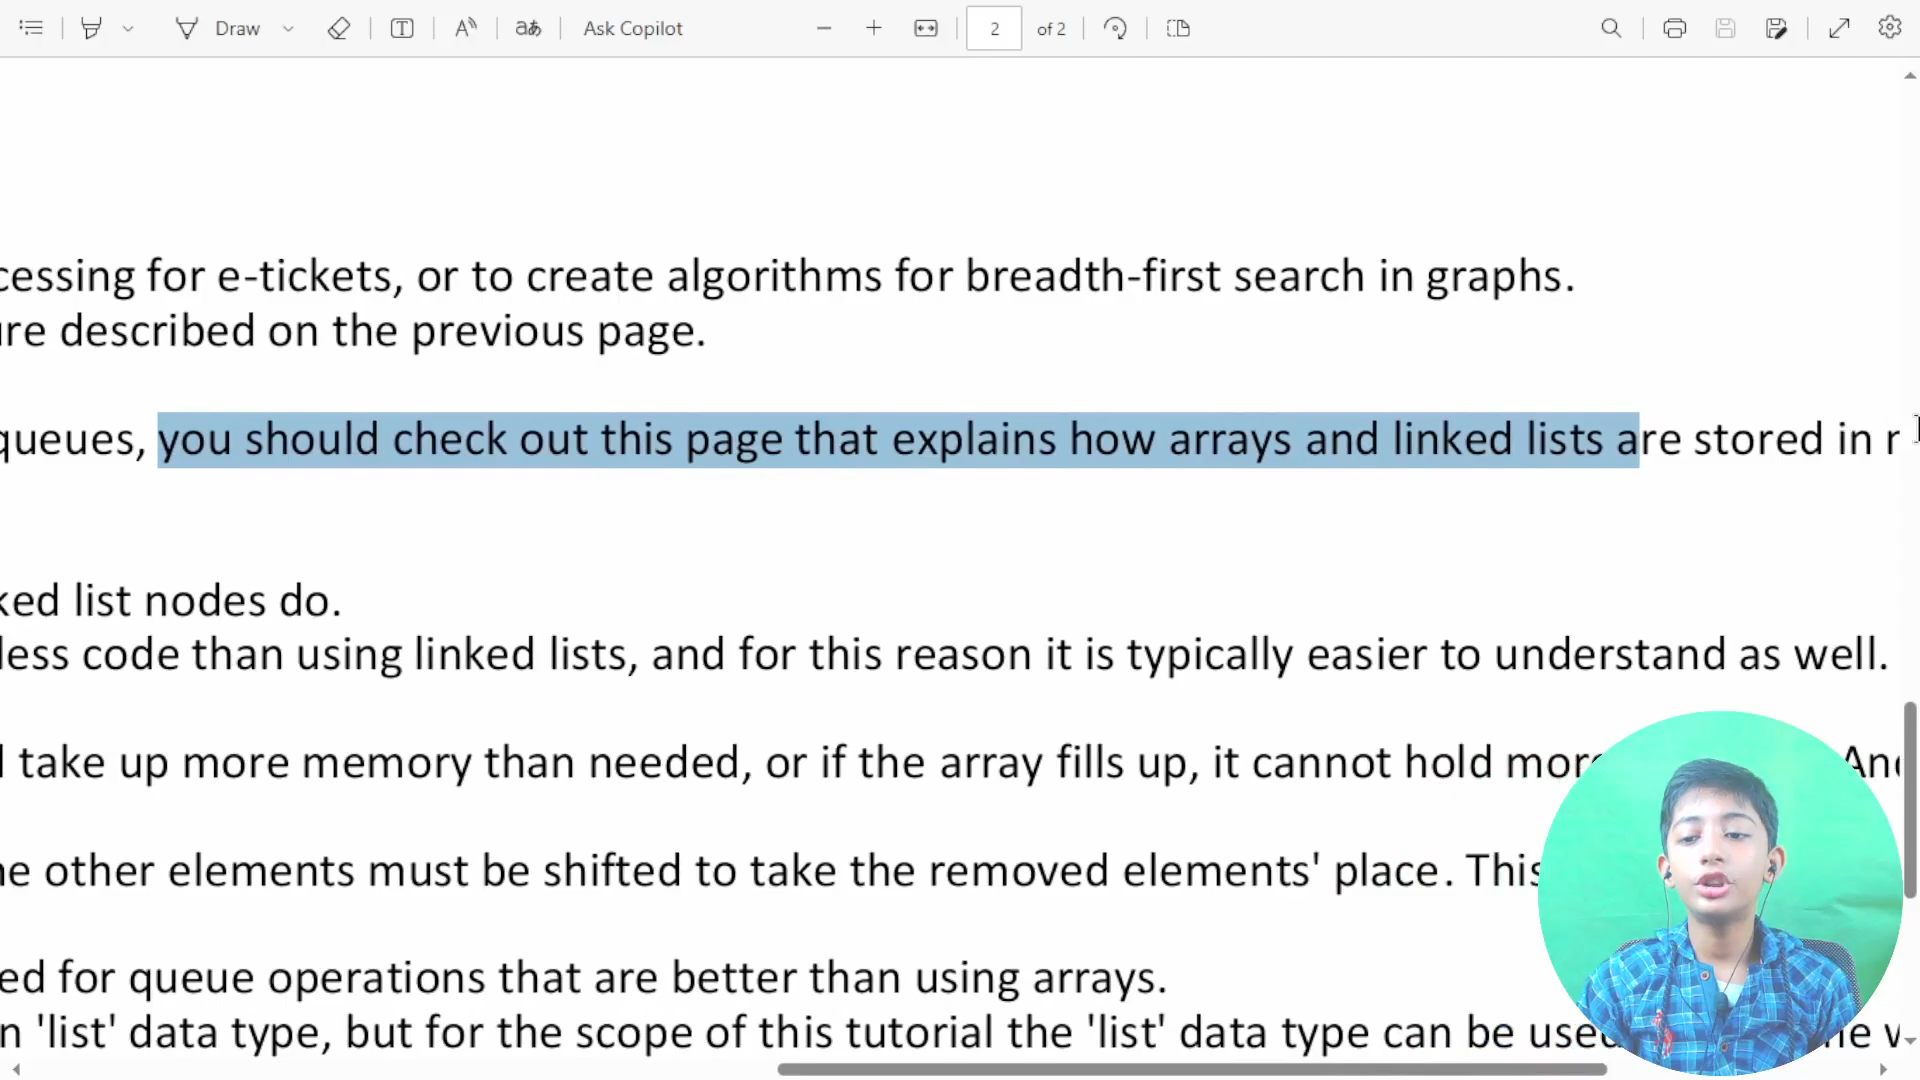 Draw
Ask Copilot
2 of 2
cessing for e-tickets, or to create algorithms for breadth-first search in graphs.
described on the previous page.
queues, you should check out this page that explains how arrays and linked lists are stored in
list nodes do.
less code than using linked lists, and for this reason it is typically easier to understand as well.
take up more memory than needed, or if the array fills up, it cannot hold more
other elements must be shifted to take the removed elements' place. This
for queue operations that are better than using arrays.
'list' data type, but for the scope of this tutorial the 'list' data type can be